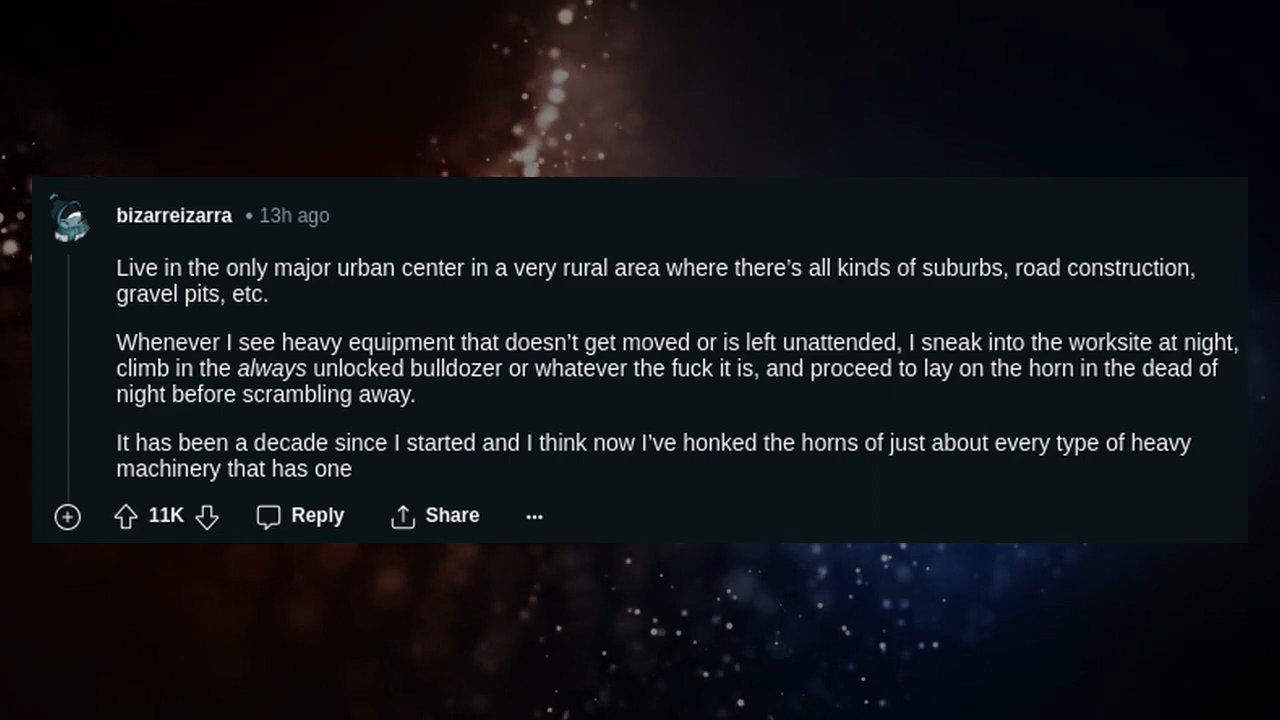 bizarreizarra • 13h ago
Live in the only major urban center in a very rural area where there’s all kinds of suburbs, road construction,
gravel pits, etc.
Whenever I see heavy equipment that doesn’t get moved or is left unattended, I sneak into the worksite at night,
climb in the always unlocked bulldozer or whatever the fuck it is, and proceed to lay on the horn in the dead of
night before scrambling away.
It has been a decade since I started and I think now I’ve honked the horns of just about every type of heavy
machinery that has one
11K Reply Share ...